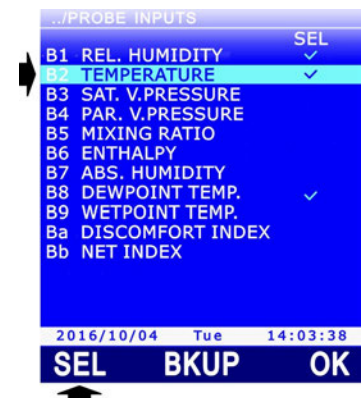 ../PROBE INPUTS
SEL
B1 REL. HUMIDITY ✓
B2 TEMPERATURE ✓
B3 SAT. V.PRESSURE
B4 PAR. V.PRESSURE
B5 MIXING RATIO
B6 ENTHALPY
B7 ABS. HUMIDITY
B8 DEWPOINT TEMP. ✓
B9 WETPOINT TEMP.
Ba DISCOMFORT INDEX
Bb NET INDEX
2016/10/04 Tue 14:03:38
SEL BKUP OK